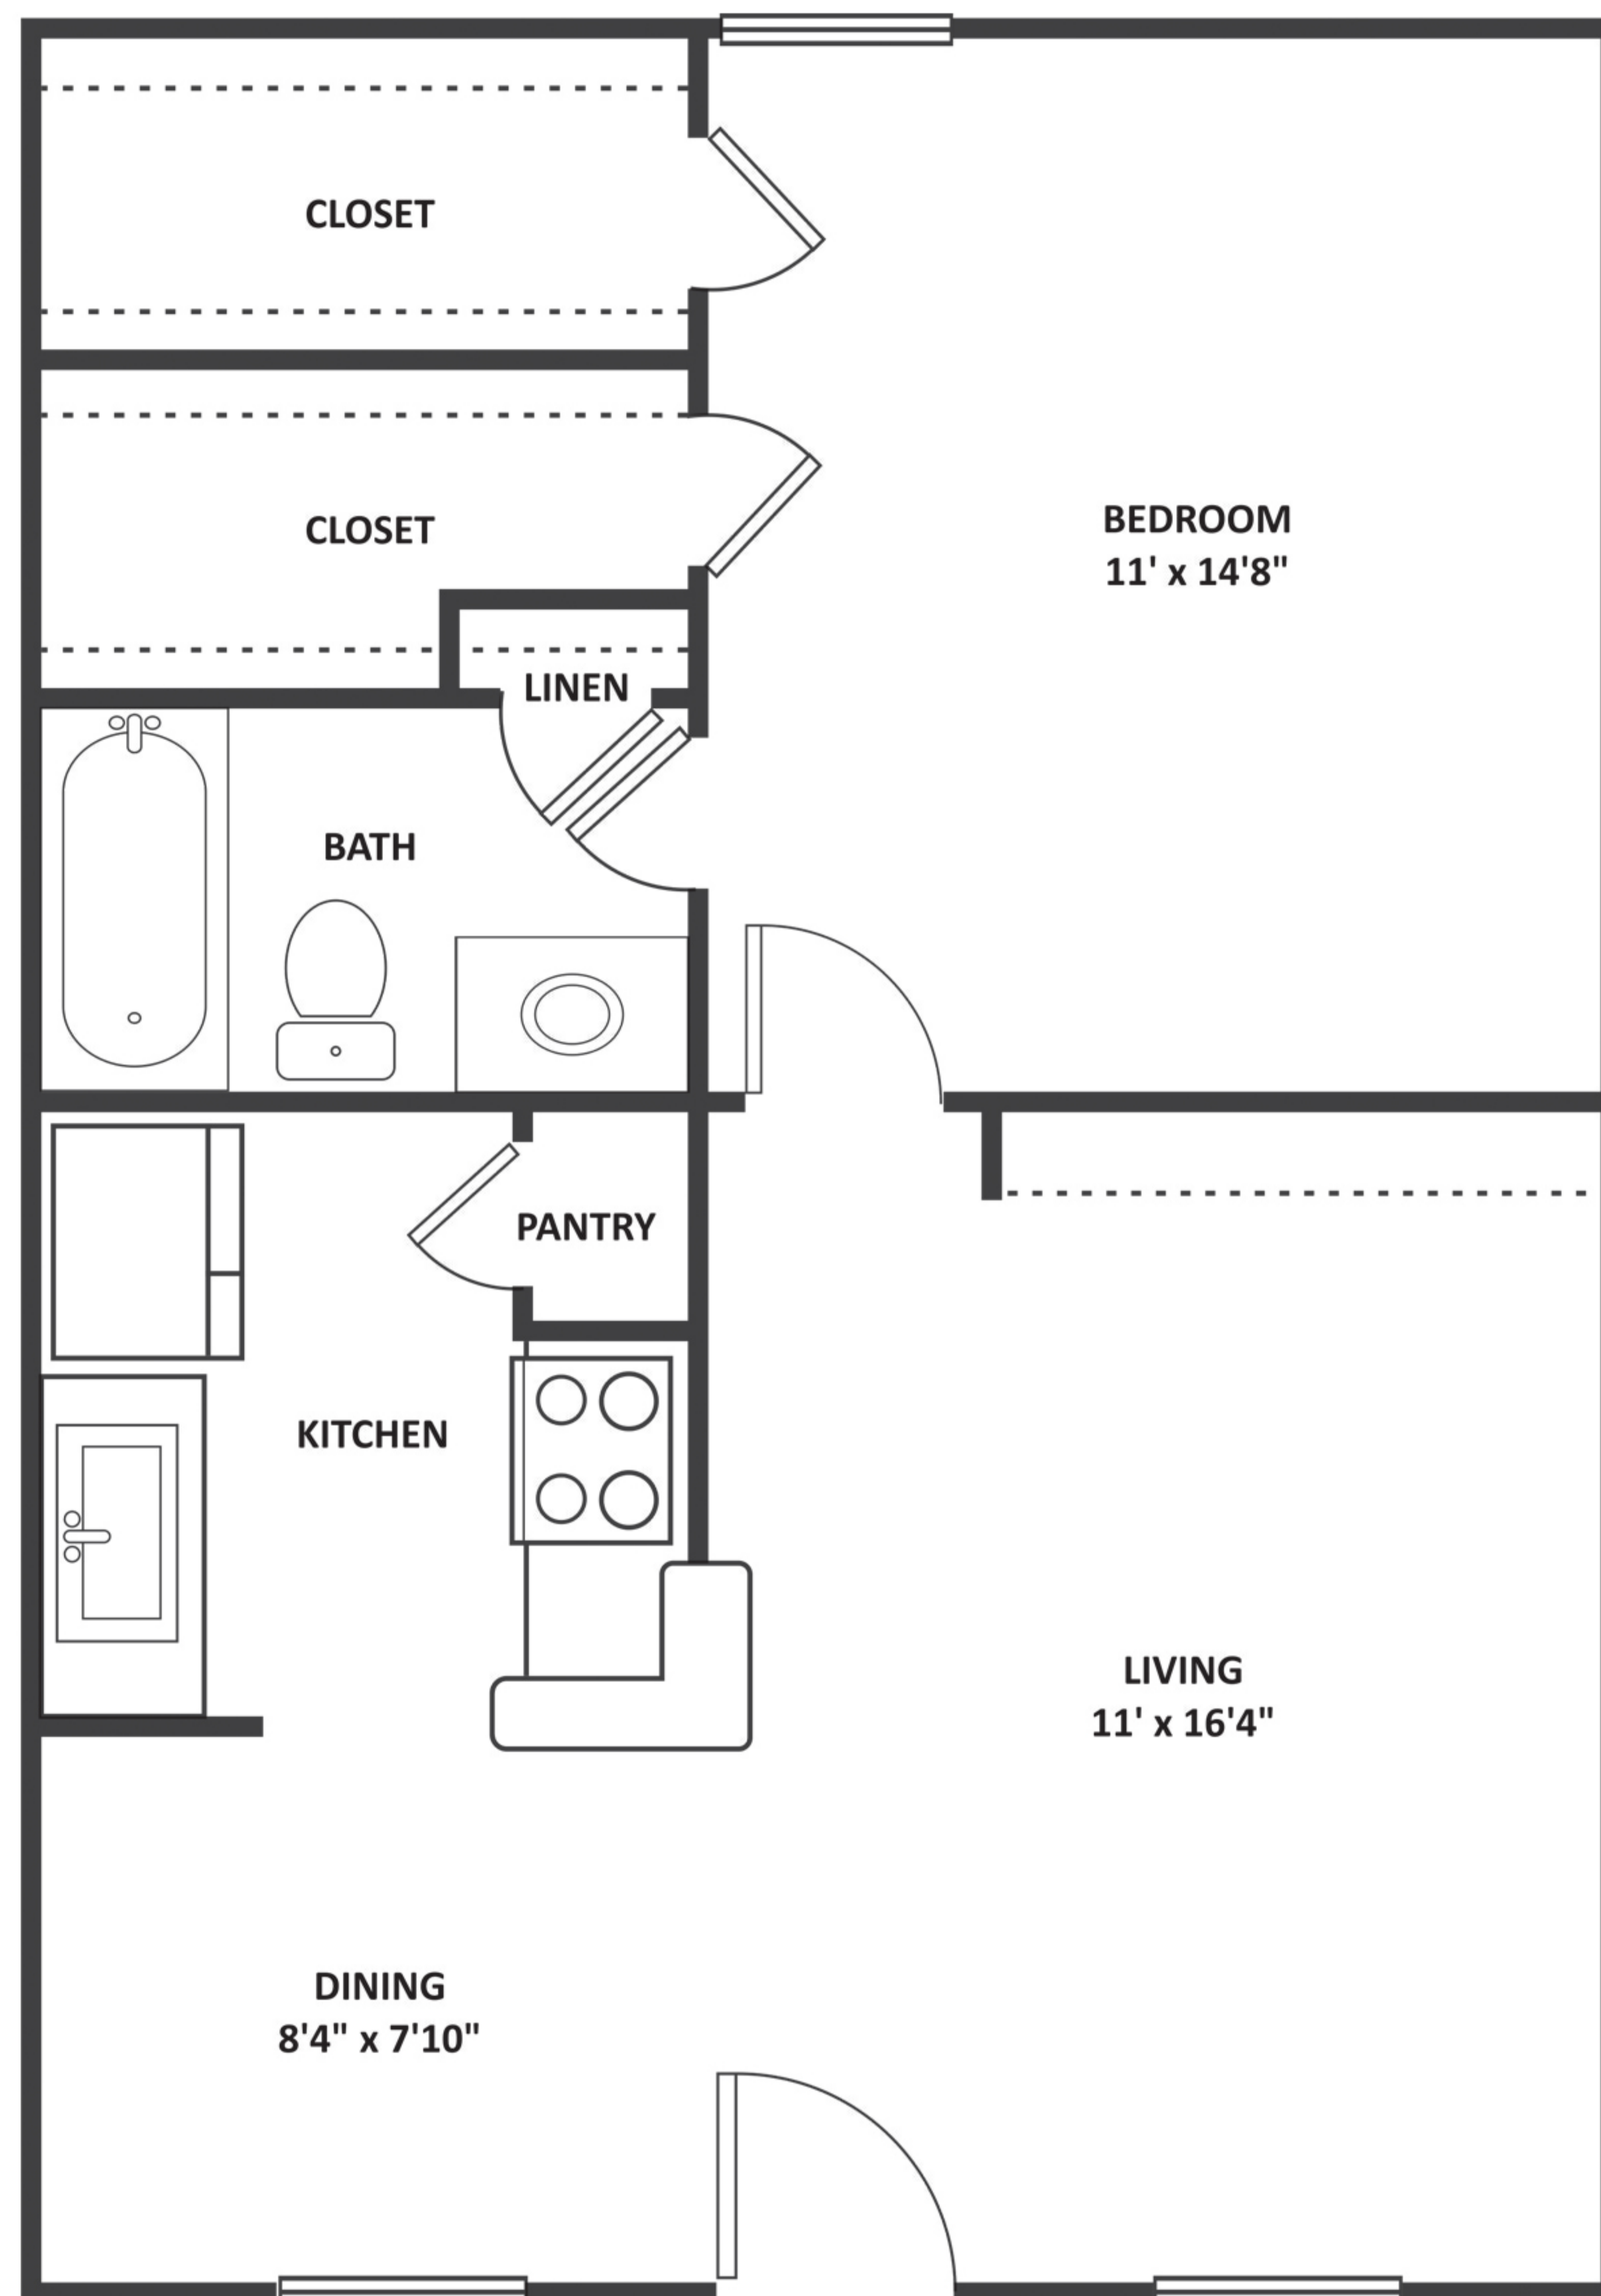 CLOSET
CLOSET
BEDROOM
11' x 14'8"
LINEN
BATH
PANTRY
KITCHEN
LIVING
11' x 16'4"
DINING
8'4" x 7'10"